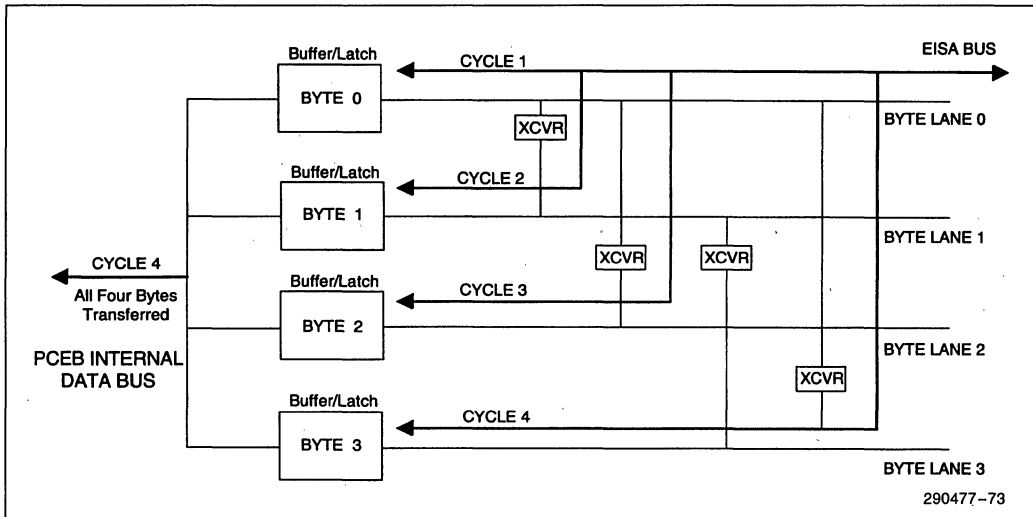 Buffer/Latch
CYCLE 1
EISA BUS
BYTE 0
BYTE LANE 0
XCVR
Buffer/Latch
CYCLE 2
BYTE 1
BYTE LANE 1
XCVR
XCVR
CYCLE 4
All Four Bytes
Transferred
Buffer/Latch
CYCLE 3
BYTE 2
BYTE LANE 2
PCEB INTERNAL
DATA BUS
XCVR
Buffer/Latch
CYCLE 4
BYTE 3
BYTE LANE 3
290477-73